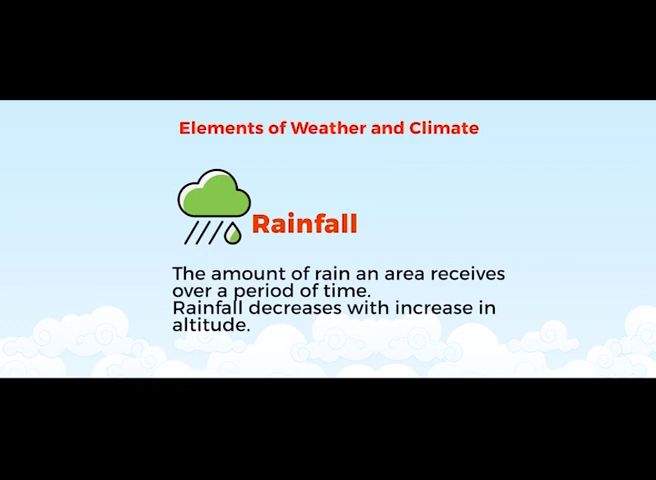 Elements of Weather and Climate
Rainfall
The amount of rain an area receives
over a period of time.
Rainfall decreases with increase in
altitude.